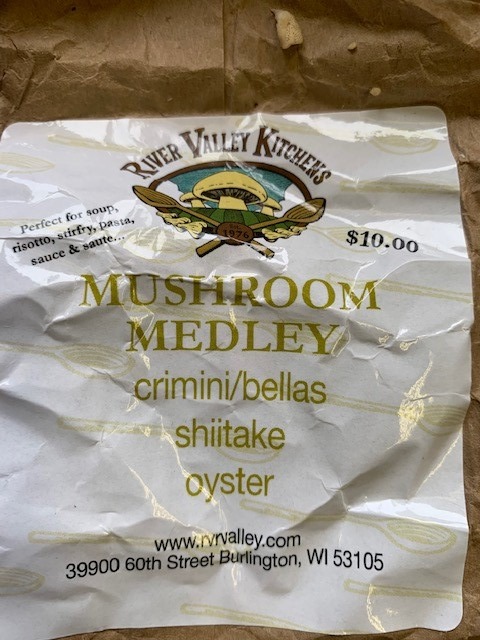 RIVER VALLEY KITCHENS
1976
Perfect for soup,
risotto, stirfry, pasta,
sauce & saute...
$10.00
MUSHROOM
MEDLEY
crimini/bellas
shiitake
oyster
www.rvrvalley.com
39900 60th Street Burlington, WI 53105